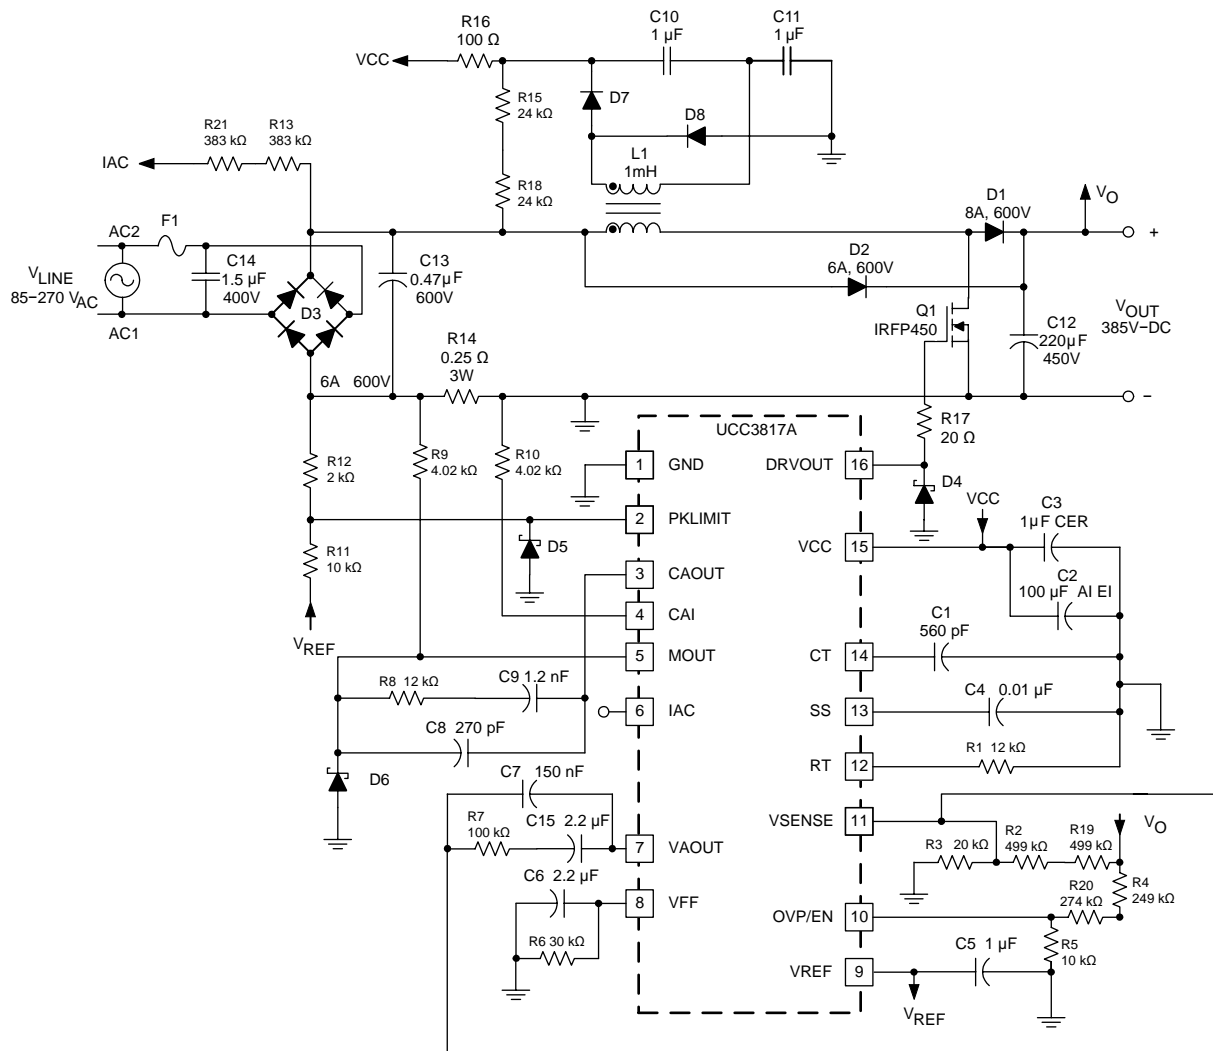 C10
1 µF
C11
1 µF
R16
100 Ω
VCC
D7
R15
24 kΩ
D8
R21
383 kΩ
R13
383 kΩ
L1
1mH
IAC
R18
24 kΩ
D1
8A, 600V
VO
F1
AC2
D2
6A, 600V
+
VLINE
85−270 VAC
C14
1.5 µF
400V
C13
0.47µF
600V
D3
Q1
IRFP450
VOUT
385V−DC
C12
220µF
450V
AC1
R14
0.25 Ω
3W
6A 600V
−
R17
20 Ω
UCC3817A
R12
2 kΩ
R9
4.02 kΩ
R10
4.02 kΩ
1
GND
DRVOUT
16
D4
VCC
C3
1µF CER
2
PKLIMIT
R11
10 kΩ
D5
VCC
15
3
CAOUT
C2
100 µF AI EI
4
CAI
C1
560 pF
VREF
5
MOUT
CT
14
R8 12 kΩ
C9 1.2 nF
C4 0.01 µF
6
IAC
SS
13
C8 270 pF
R1 12 kΩ
RT
12
D6
C7 150 nF
R7
100 kΩ
C15 2.2 µF
VSENSE
11
VO
R3 20 kΩ
R2
499 kΩ
R19
499 kΩ
7
VAOUT
C6 2.2 µF
R20
274 kΩ
R4
249 kΩ
8
VFF
OVP/EN
10
R6 30 kΩ
C5 1 µF
R5
10 kΩ
VREF
9
VREF